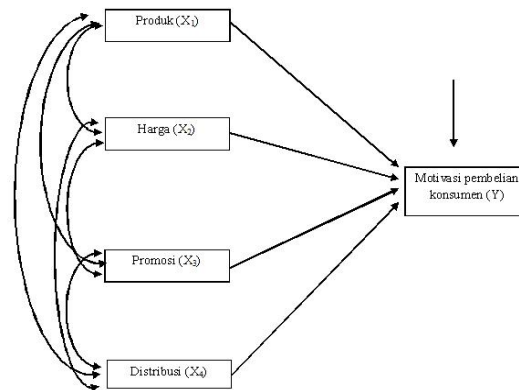 Produk (X₁)
Harga (X₂)
Motivasi pembelian
konsumen (Y)
Promosi (X₃)
Distribusi (X₄)